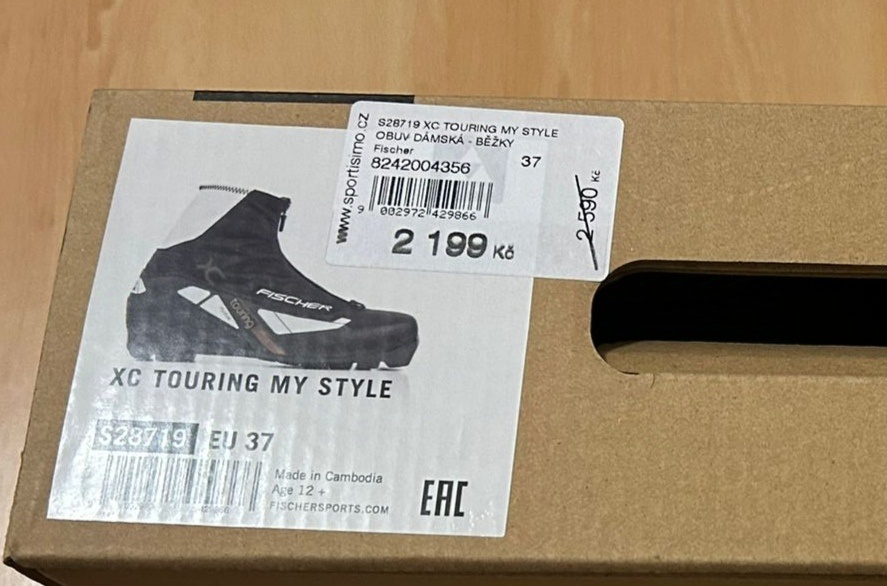 www.sportisimo.cz
S28719 XC TOURING MY STYLE
OBUV DÁMSKÁ - BĚŽKY
Fischer
37
8242004356
9 002972 429866
2 199 Kč
2 590 Kč
FISCHER
touring
XC TOURING MY STYLE
S28719 EU 37
Made in Cambodia
Age 12 +
FISCHERSPORTS.COM
EAC